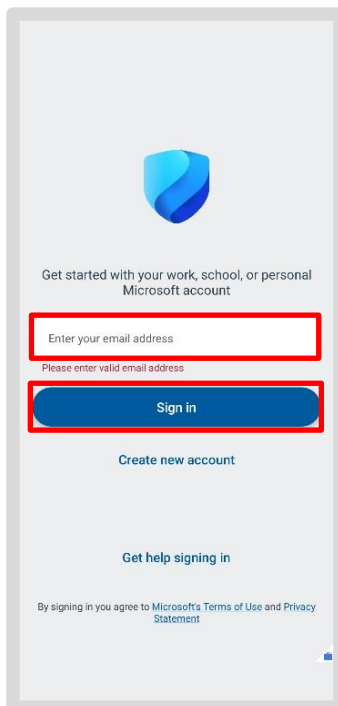 Get started with your work, school, or personal
Microsoft account
Enter your email address
Please enter valid email address
Sign in
Create new account
Get help signing in
By signing in you agree to Microsoft's Terms of Use and Privacy
Statement